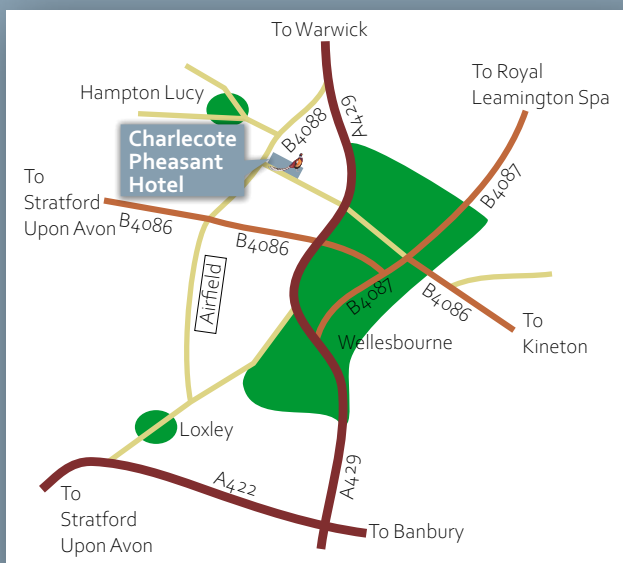 To Warwick
To Royal
Leamington Spa
Hampton Lucy
B4088
A429
Charlecote
Pheasant
Hotel
B4087
To
Stratford
Upon Avon
B4086
B4086
Airfield
B4087
B4086
Wellesbourne
To
Kineton
Loxley
A429
A422
To
Stratford
Upon Avon
To Banbury